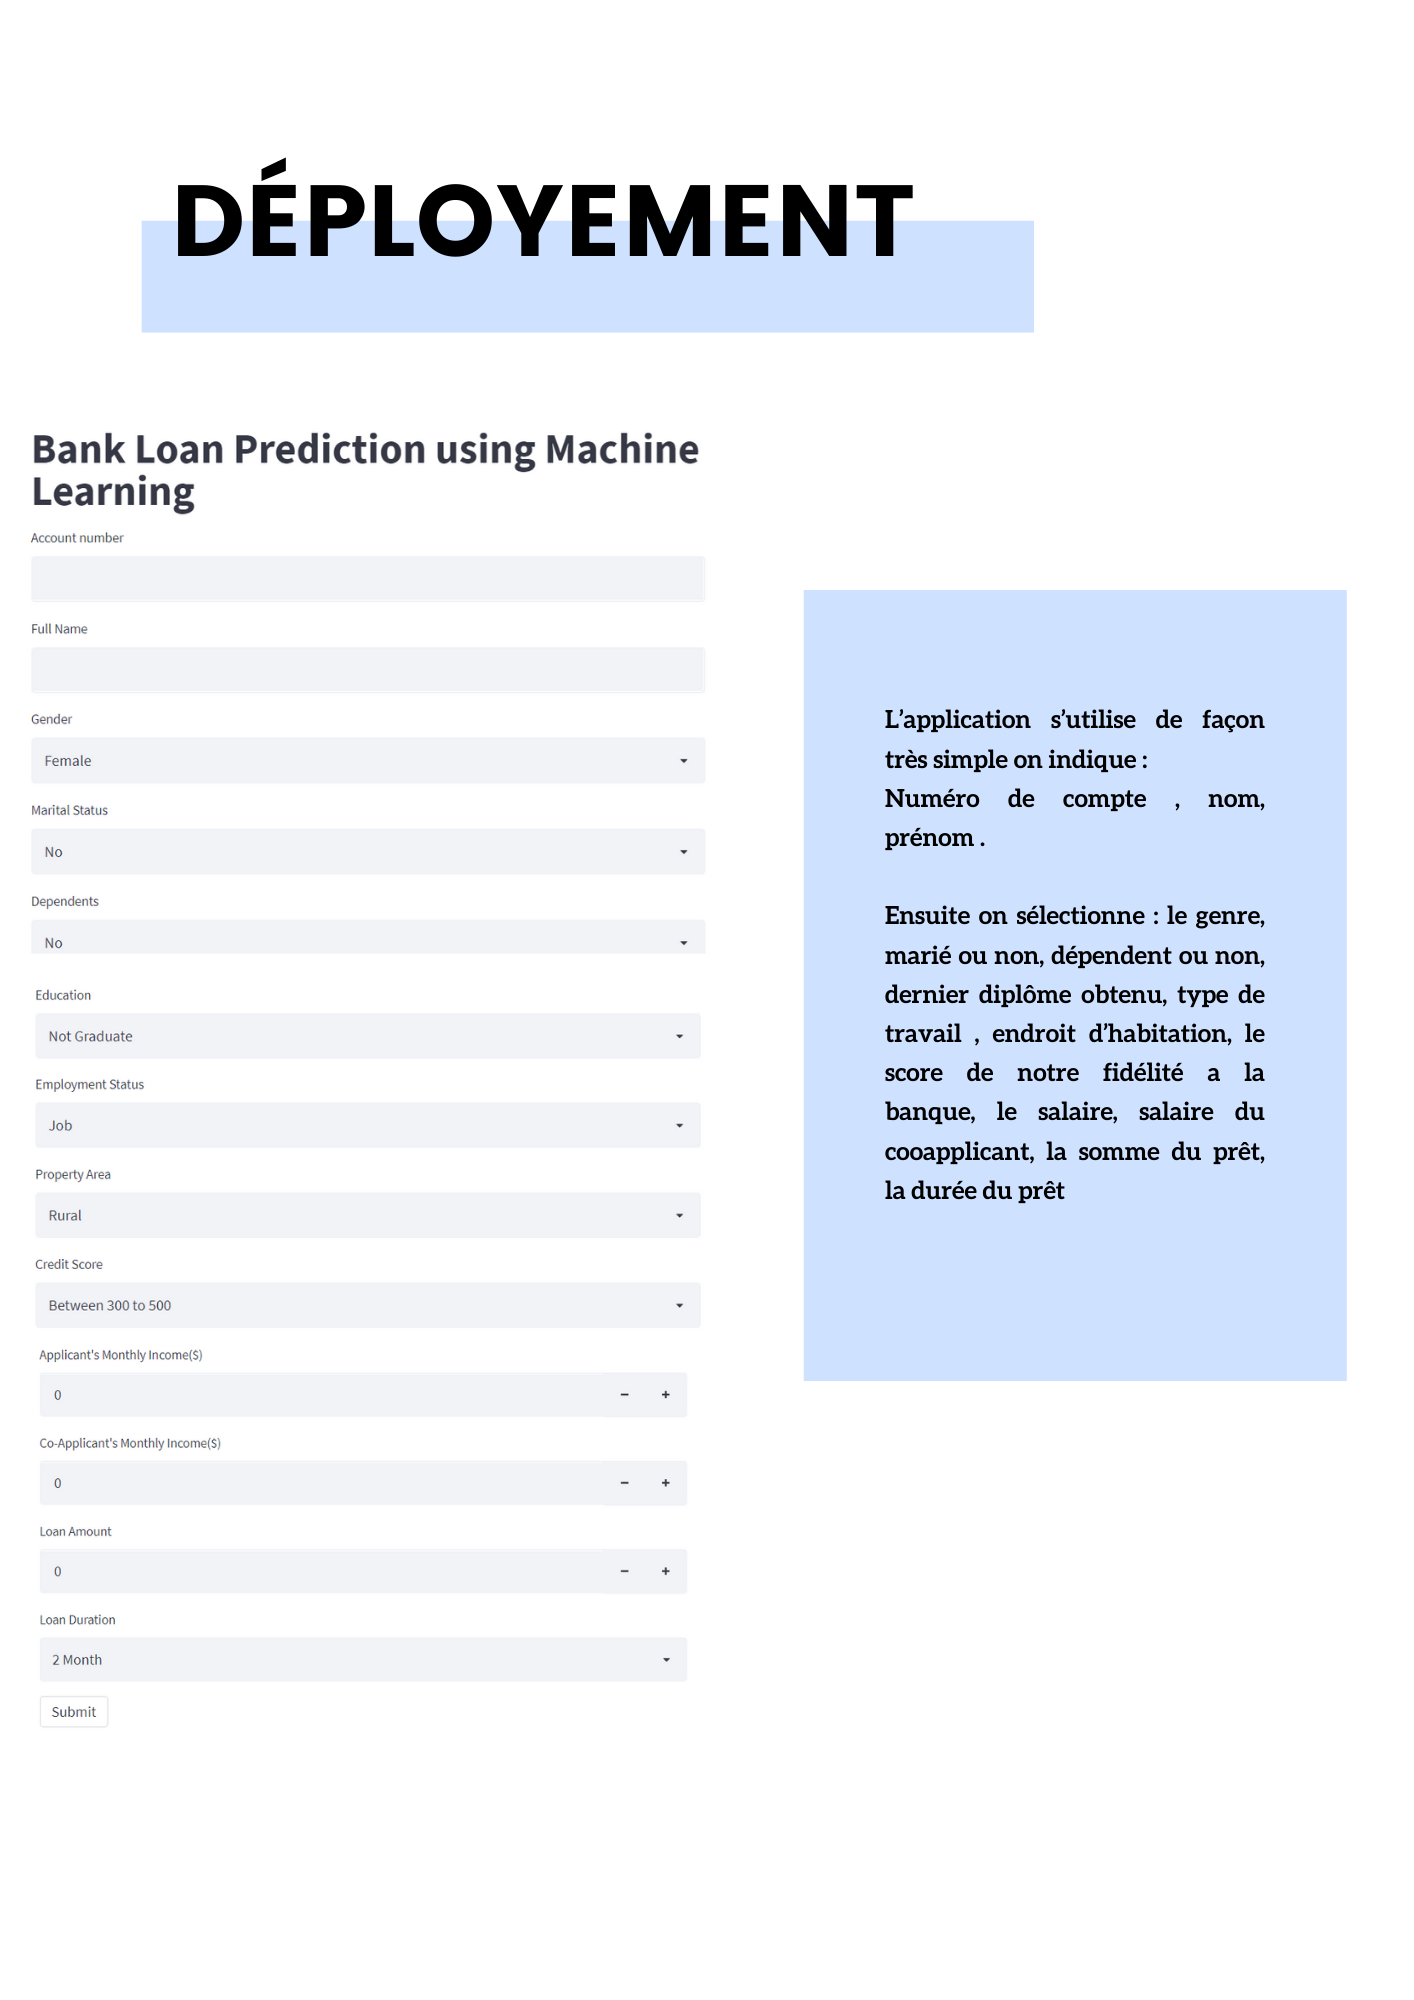 DÉPLOYEMENT
Bank Loan Prediction using Machine
Learning
Account number
Full Name
Gender
Female
Marital Status
No
Dependents
No
Education
Not Graduate
Employment Status
Job
Property Area
Rural
Credit Score
Between 300 to 500
Applicant's Monthly Income($)
0
Co-Applicant's Monthly Income($)
0
Loan Amount
0
Loan Duration
2 Month
Submit
L’application s’utilise de façon
très simple on indique :
Numéro de compte , nom,
prénom .
Ensuite on sélectionne : le genre,
marié ou non, dépendent ou non,
dernier diplôme obtenu, type de
travail , endroit d’habitation, le
score de notre fidélité a la
banque, le salaire, salaire du
cooapplicant, la somme du prêt,
la durée du prêt